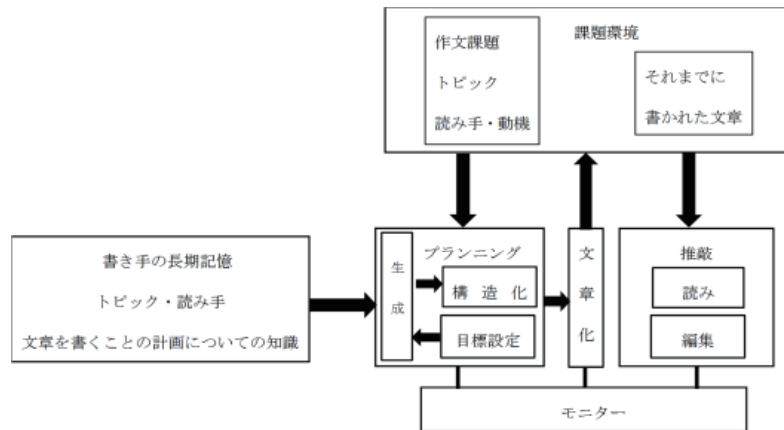 課題環境
作文課題
トピック
読み手・動機
それまでに
書かれた文章
書き手の長期記憶
トピック・読み手
文章を書くことの計画についての知識
プランニング
生成
構造化
目標設定
文章化
推敲
読み
編集
モニター